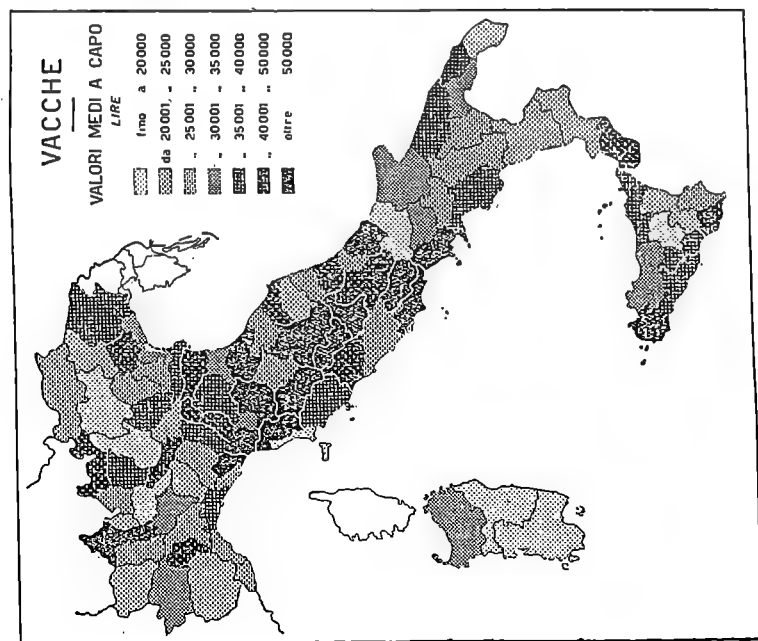 VACCHE
VALORI MEDI A CAPO
LIRE
fino a 20000
da 20001, „ 25000
„ 25001 „ 30000
„ 30001 „ 35000
„ 35001 „ 40000
„ 40001 „ 50000
oltre 50000